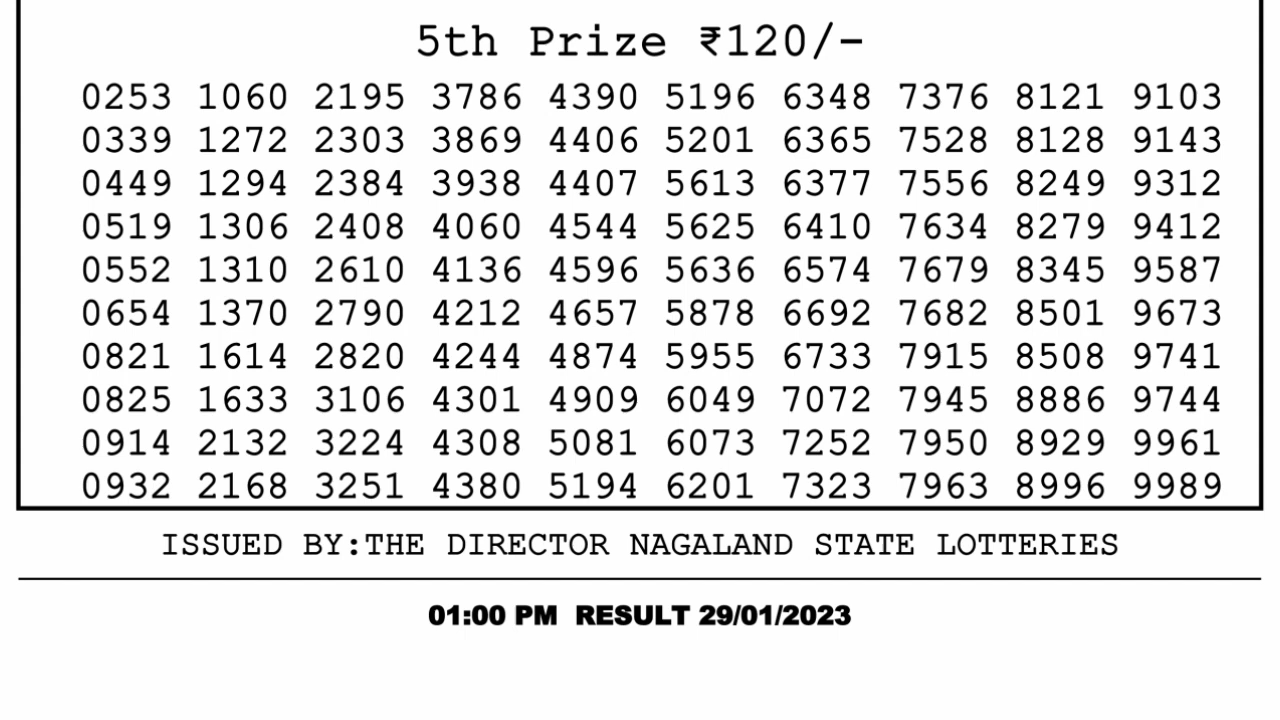 5th Prize ₹120/-
0253 1060 2195 3786 4390 5196 6348 7376 8121 9103
0339 1272 2303 3869 4406 5201 6365 7528 8128 9143
0449 1294 2384 3938 4407 5613 6377 7556 8249 9312
0519 1306 2408 4060 4544 5625 6410 7634 8279 9412
0552 1310 2610 4136 4596 5636 6574 7679 8345 9587
0654 1370 2790 4212 4657 5878 6692 7682 8501 9673
0821 1614 2820 4244 4874 5955 6733 7915 8508 9741
0825 1633 3106 4301 4909 6049 7072 7945 8886 9744
0914 2132 3224 4308 5081 6073 7252 7950 8929 9961
0932 2168 3251 4380 5194 6201 7323 7963 8996 9989
ISSUED BY:THE DIRECTOR NAGALAND STATE LOTTERIES
01:00 PM RESULT 29/01/2023